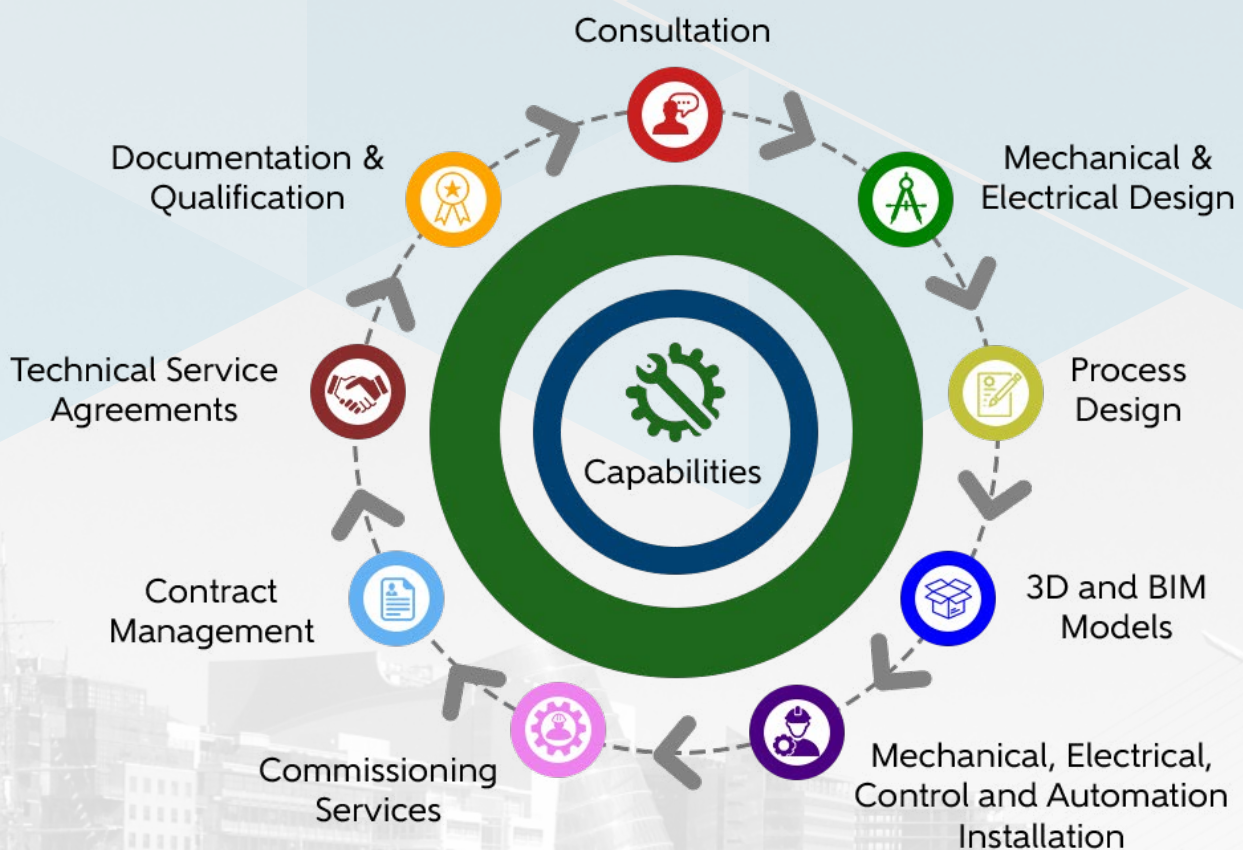 Consultation
Mechanical &
Electrical Design
Process
Design
3D and BIM
Models
Mechanical, Electrical,
Control and Automation
Installation
Commissioning
Services
Contract
Management
Technical Service
Agreements
Documentation &
Qualification
Capabilities